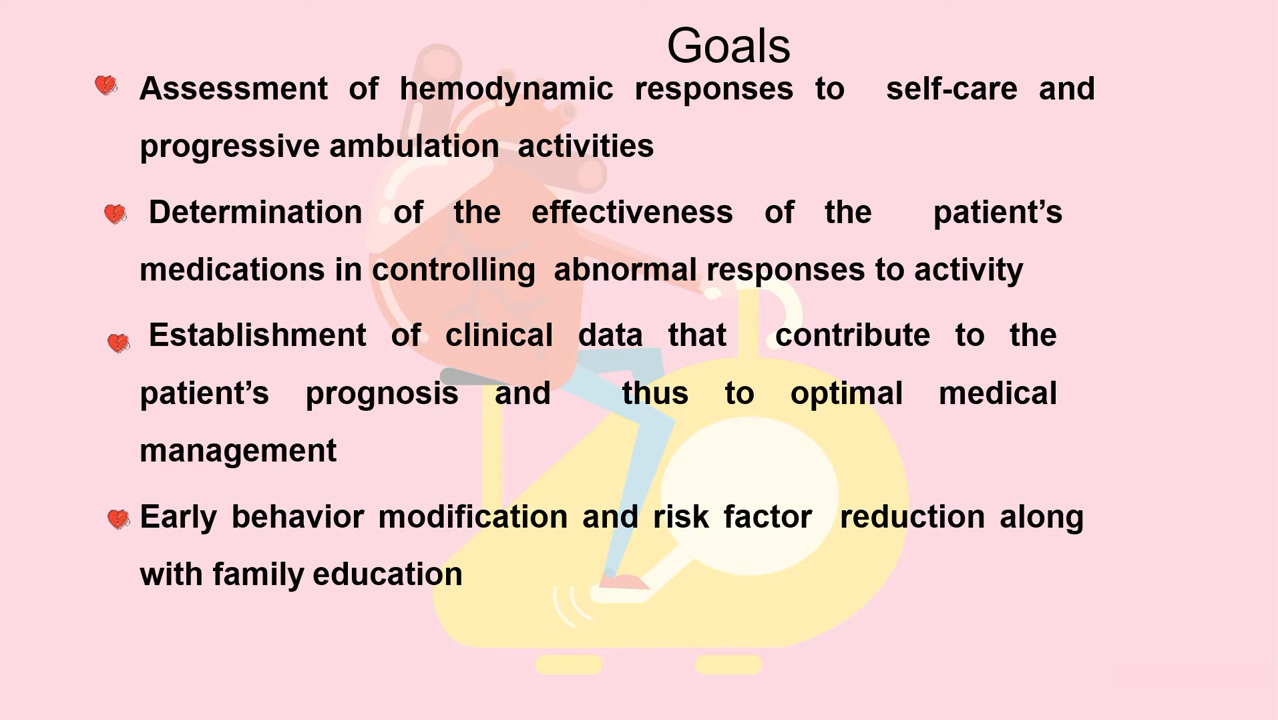 Goals
Assessment of hemodynamic responses to self-care and
progressive ambulation activities
Determination of the effectiveness of the patient’s
medications in controlling abnormal responses to activity
Establishment of clinical data that contribute to the
patient’s prognosis and thus to optimal medical
management
Early behavior modification and risk factor reduction along
with family education